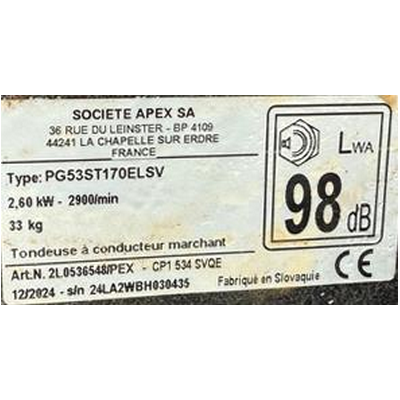 SOCIETE APEX SA
36 RUE DU LEINSTER - BP 4109
44241 LA CHAPELLE SUR ERDRE
FRANCE
Type: PG53ST170ELSV
2,60 kW - 2900/min
33 kg
Tondeuse à conducteur marchant
Art.N. 2L0536548/PEX - CP1 534 SVQE
12/2024 - s/n 24LA2WBH030435
LWA
98 dB
CE
Fabriqué en Slovaquie